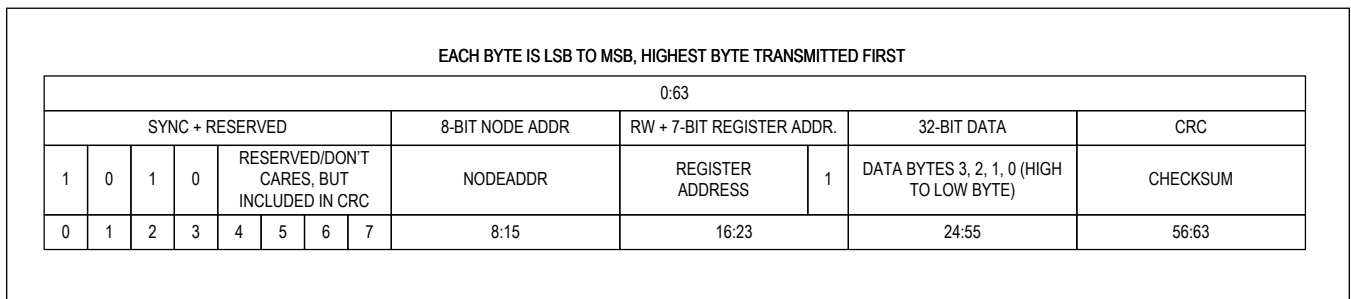 EACH BYTE IS LSB TO MSB, HIGHEST BYTE TRANSMITTED FIRST
0:63
SYNC + RESERVED 8-BIT NODE ADDR RW + 7-BIT REGISTER ADDR. 32-BIT DATA CRC
1 0 1 0 RESERVED/DON'T CARES, BUT INCLUDED IN CRC NODEADDR REGISTER ADDRESS 1 DATA BYTES 3, 2, 1, 0 (HIGH TO LOW BYTE) CHECKSUM
0 1 2 3 4 5 6 7 8:15 16:23 24:55 56:63